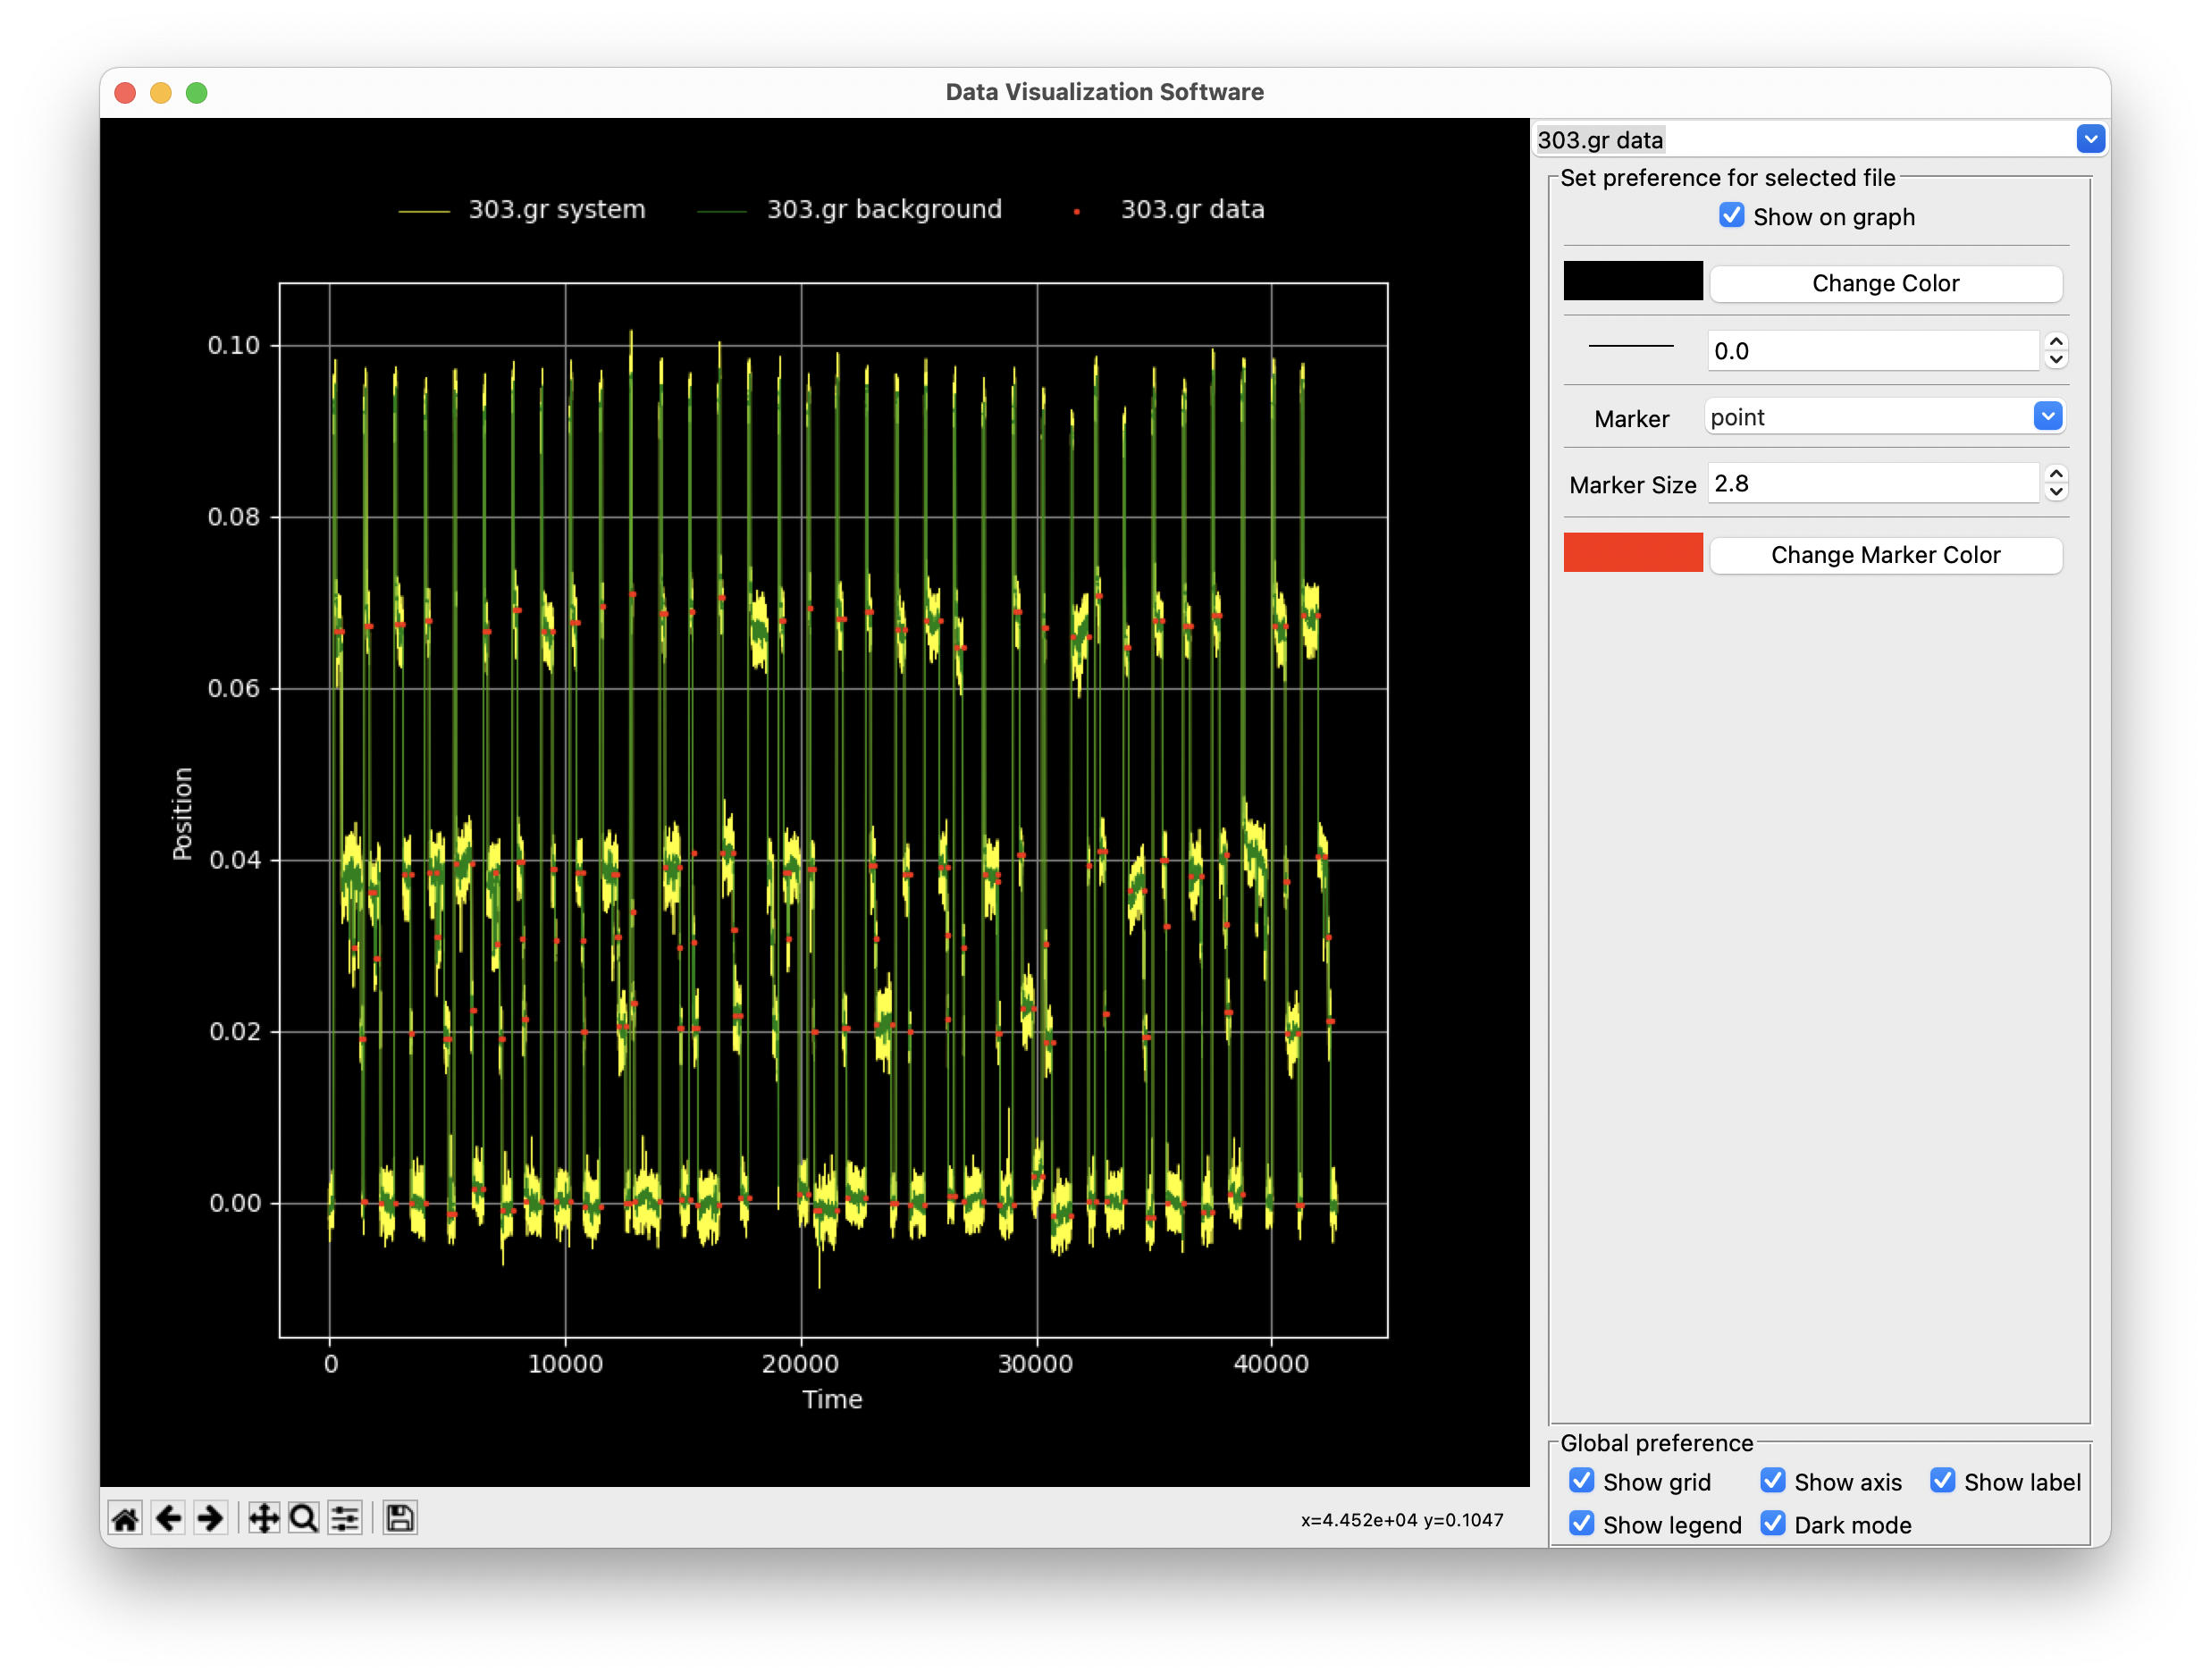 Data Visualization Software
303.gr system
303.gr background
303.gr data
0.10
0.08
0.06
0.04
0.02
0.00
Position
0
10000
20000
30000
40000
Time
x=4.452e+04 y=0.1047
303.gr data
Set preference for selected file
Show on graph
Change Color
0.0
Marker
point
Marker Size
2.8
Change Marker Color
Global preference
Show grid
Show axis
Show label
Show legend
Dark mode